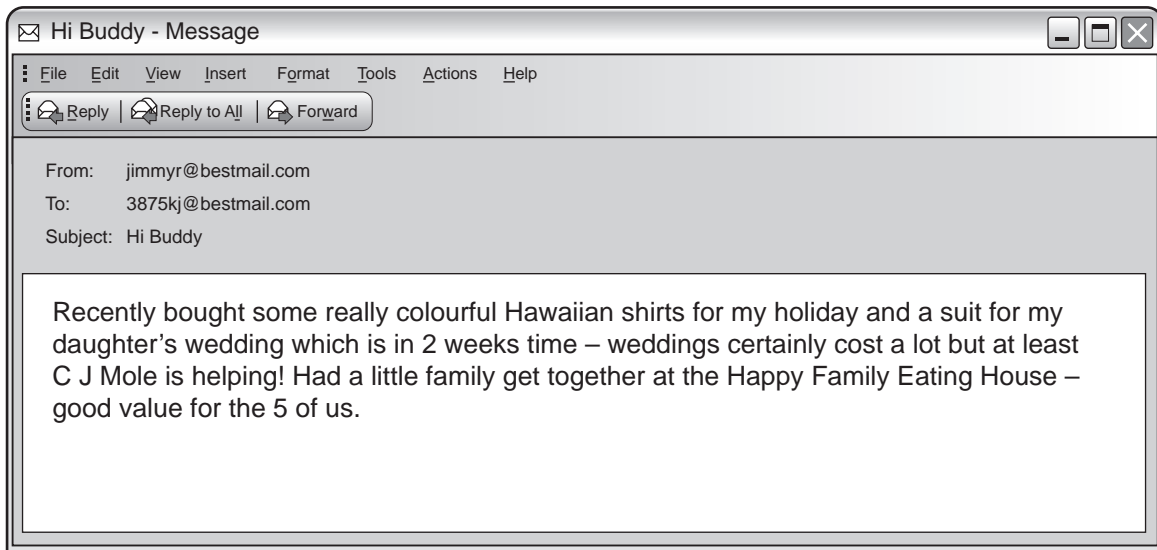 Hi Buddy - Message
File Edit View Insert Format Tools Actions Help
Reply Reply to All Forward
From: jimmyr@bestmail.com
To: 3875kj@bestmail.com
Subject: Hi Buddy
Recently bought some really colourful Hawaiian shirts for my holiday and a suit for my
daughter’s wedding which is in 2 weeks time – weddings certainly cost a lot but at least
C J Mole is helping! Had a little family get together at the Happy Family Eating House –
good value for the 5 of us.